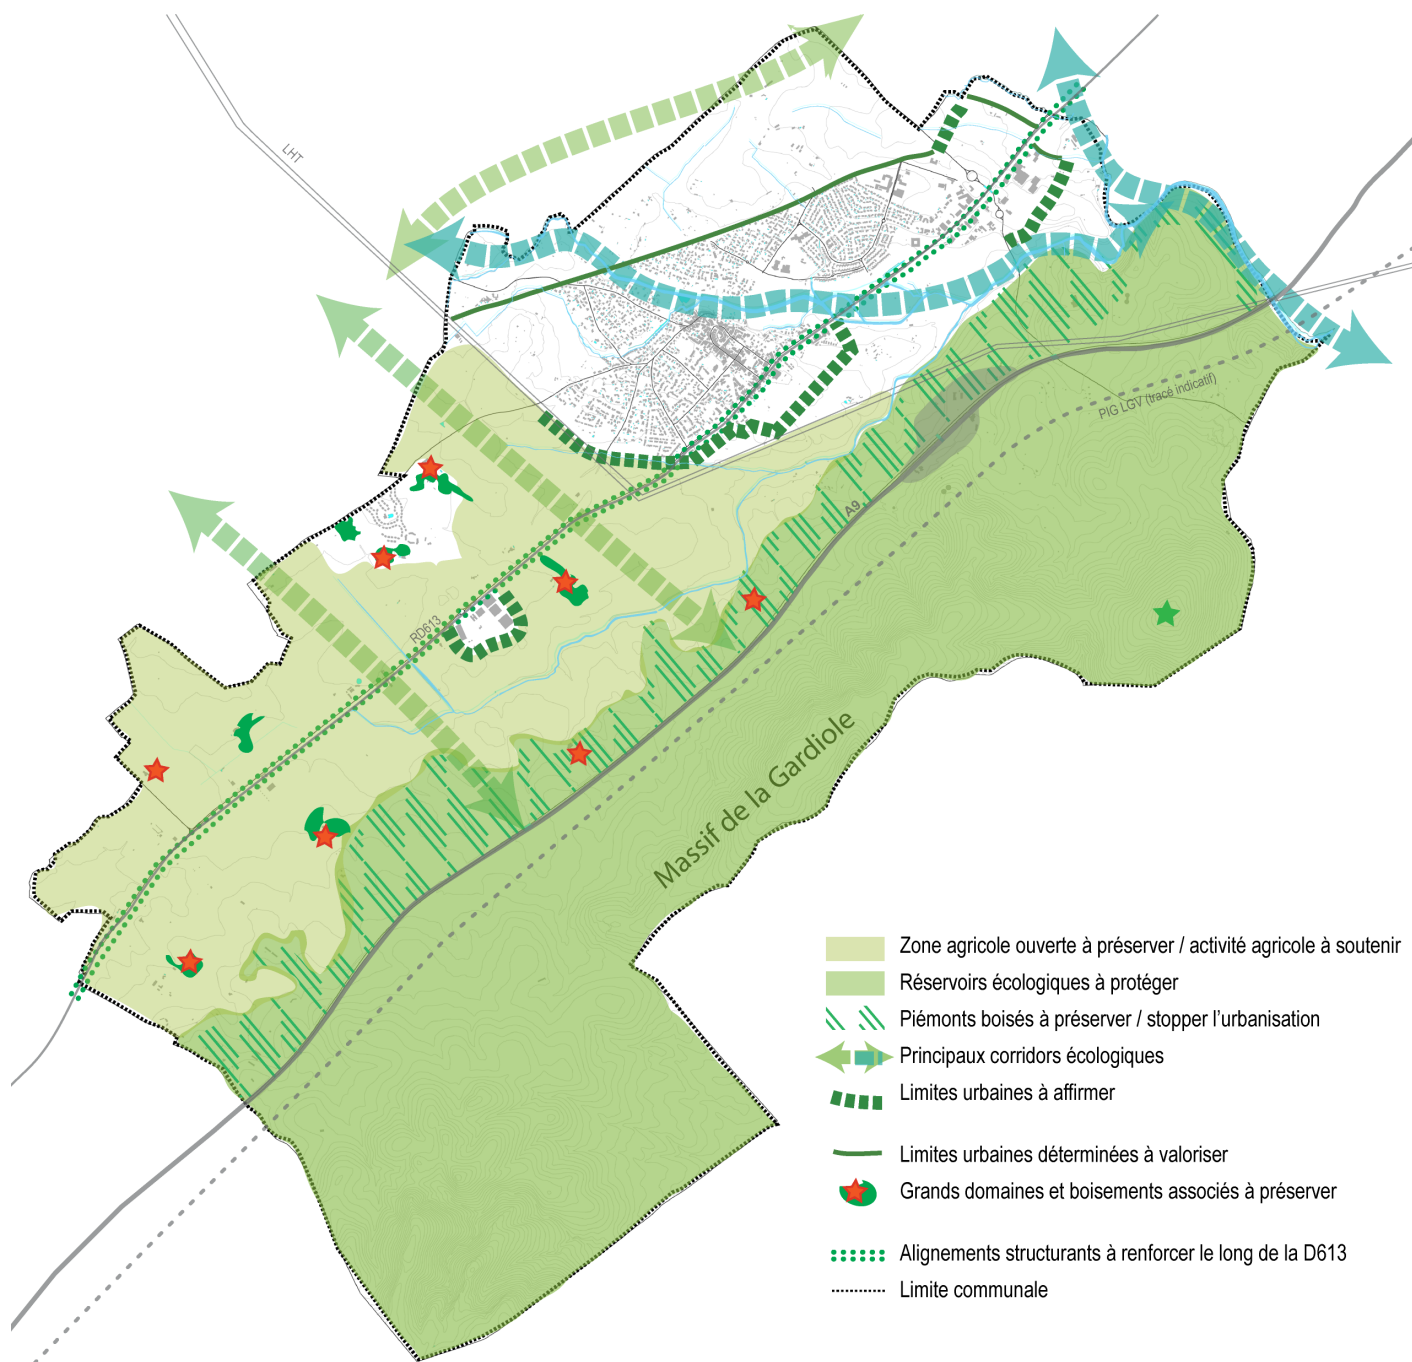 LHT
PIG LGV (tracé indicatif)
A9
RD613
Massif de la Gardiole
Zone agricole ouverte à préserver / activité agricole à soutenir
Réservoirs écologiques à protéger
Piémonts boisés à préserver / stopper l'urbanisation
Principaux corridors écologiques
Limites urbaines à affirmer
Limites urbaines déterminées à valoriser
Grands domaines et boisements associés à préserver
Alignements structurants à renforcer le long de la D613
Limite communale